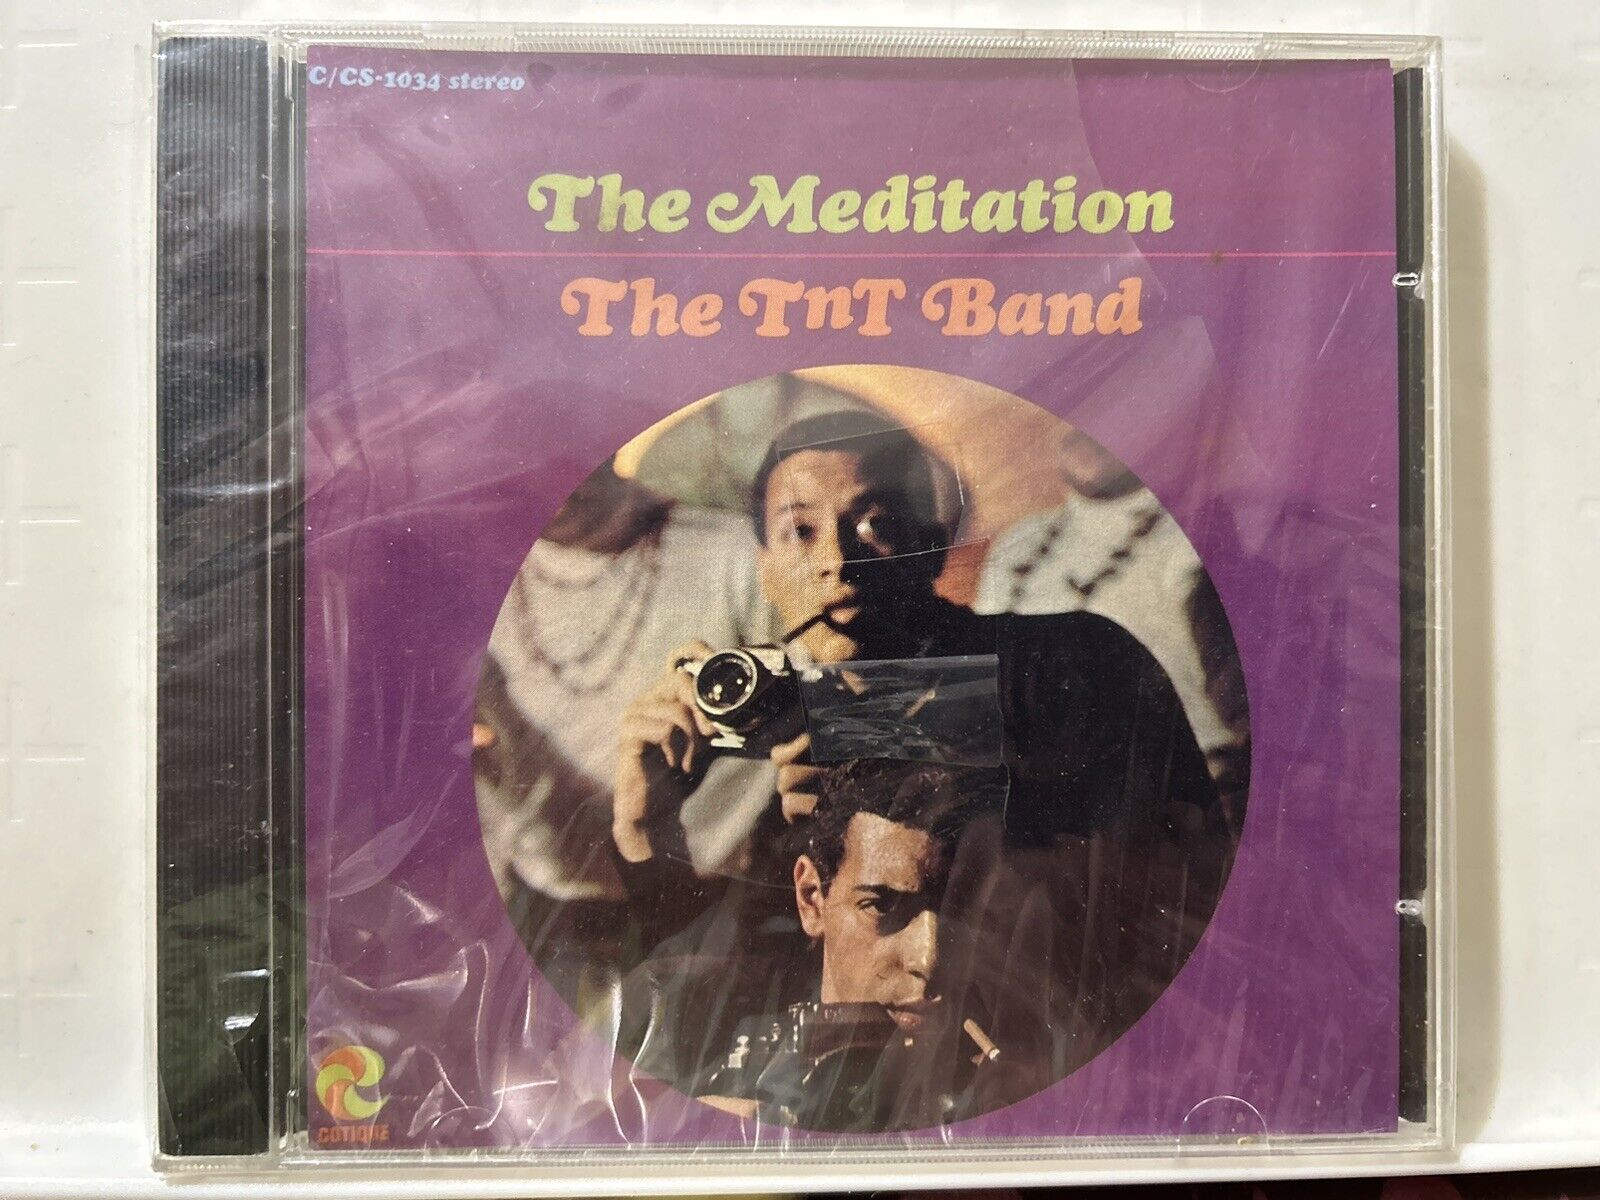 C/CS-1034 stereo
The Meditation
The TnT Band
COTIQUE